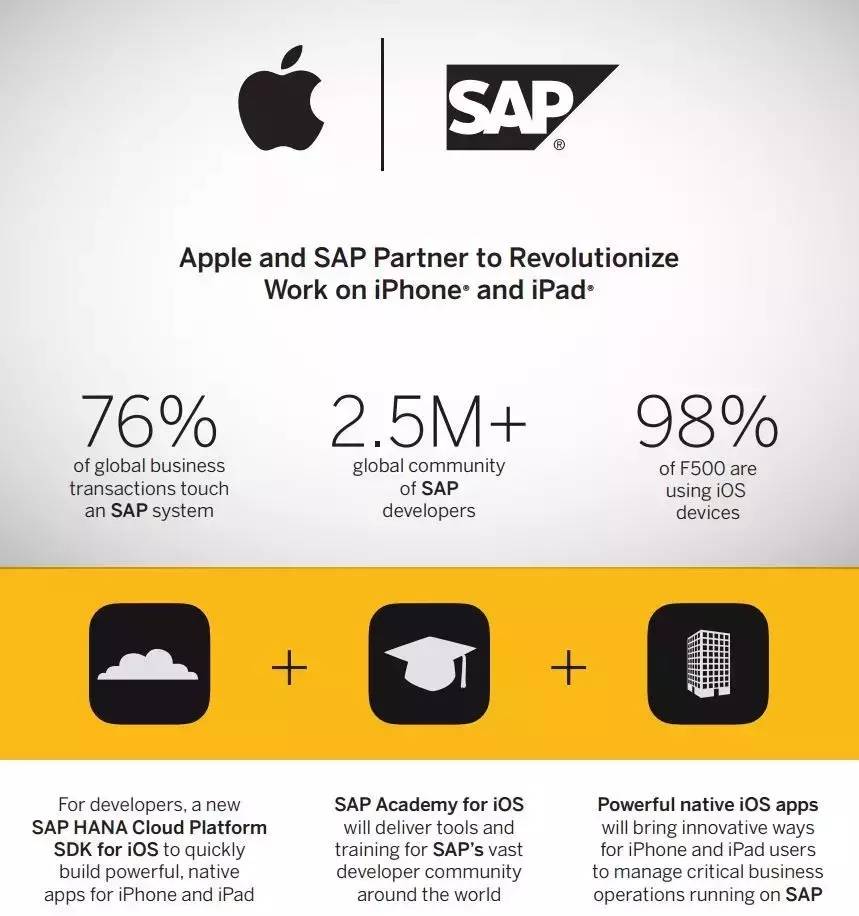 SAP®
Apple and SAP Partner to Revolutionize
Work on iPhone® and iPad®
76%
of global business
transactions touch
an SAP system
2.5M+
global community
of SAP
developers
98%
of F500 are
using iOS
devices
+
+
For developers, a new
SAP HANA Cloud Platform
SDK for iOS to quickly
build powerful, native
apps for iPhone and iPad
SAP Academy for iOS
will deliver tools and
training for SAP's vast
developer community
around the world
Powerful native iOS apps
will bring innovative ways
for iPhone and iPad users
to manage critical business
operations running on SAP